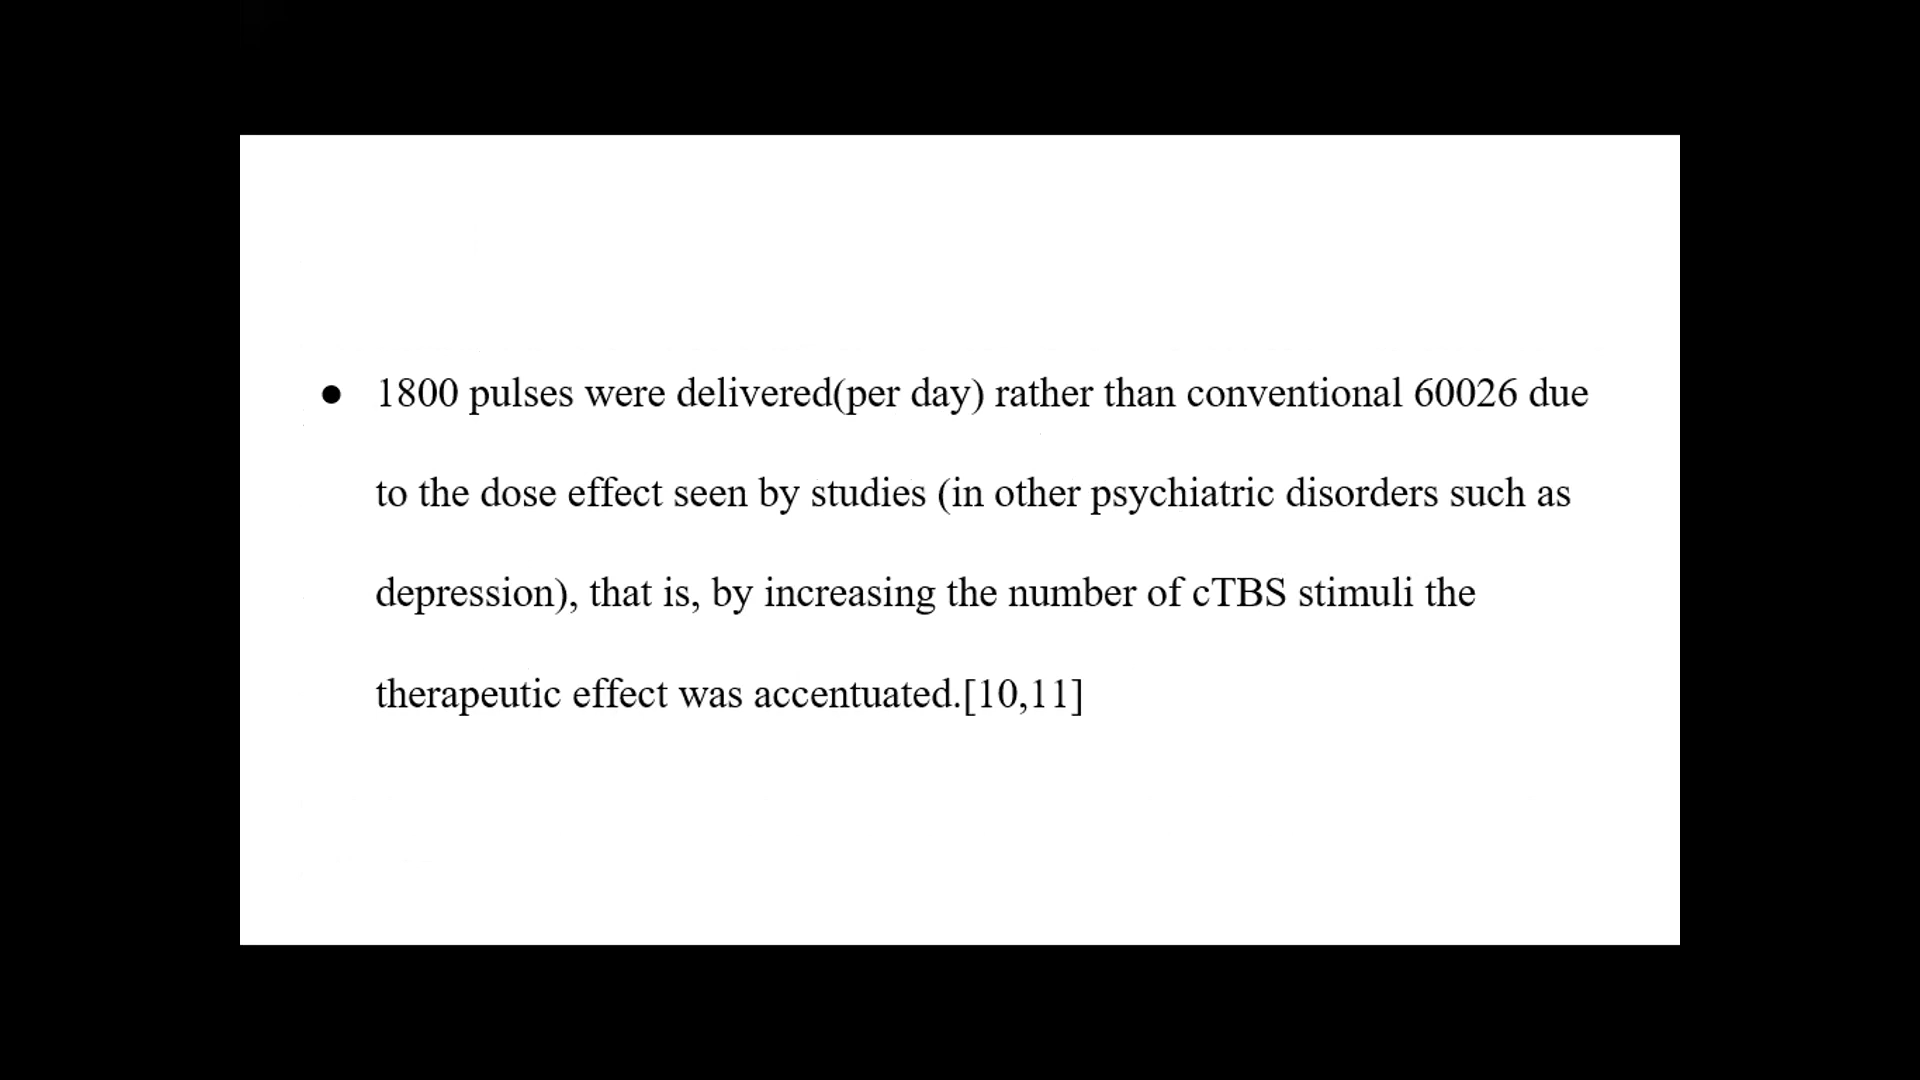 ● 1800 pulses were delivered(per day) rather than conventional 60026 due
to the dose effect seen by studies (in other psychiatric disorders such as
depression), that is, by increasing the number of cTBS stimuli the
therapeutic effect was accentuated.[10,11]